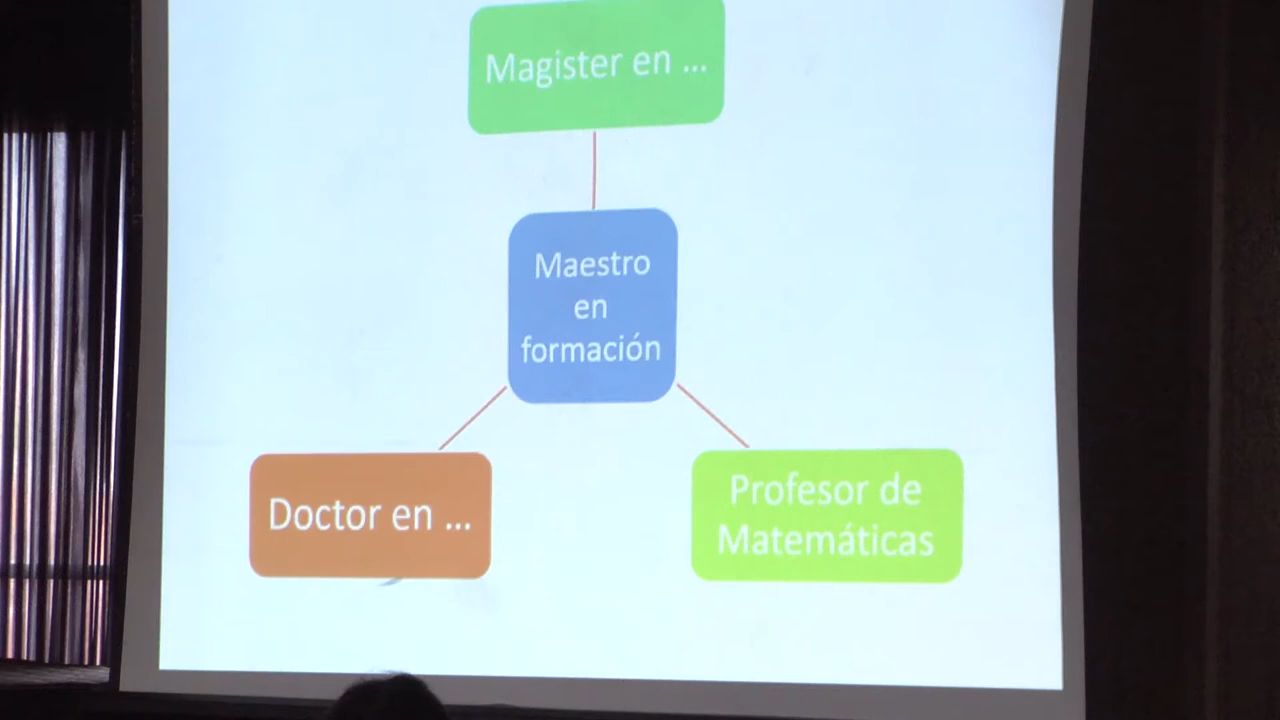 Magister en ...
Maestro
en
formación
Doctor en ...
Profesor de
Matemáticas